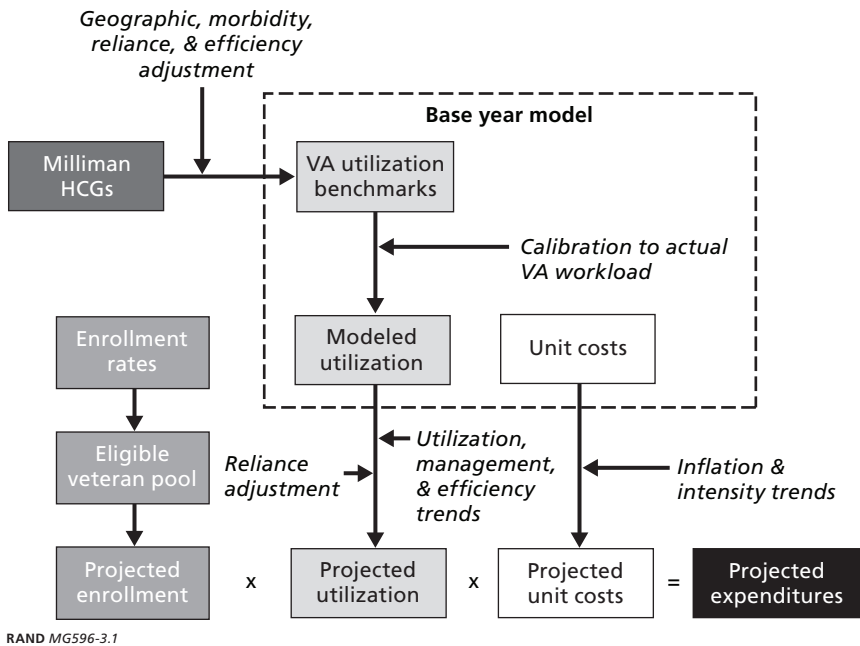 Geographic, morbidity,
reliance, & efficiency
adjustment
Base year model
Milliman
HCGs
VA utilization
benchmarks
Calibration to actual
VA workload
Enrollment
rates
Modeled
utilization
Unit costs
Eligible
veteran pool
Reliance
adjustment
Utilization,
management,
& efficiency
trends
Inflation &
intensity trends
Projected
enrollment
x
Projected
utilization
x
Projected
unit costs
=
Projected
expenditures
RAND MG596-3.1